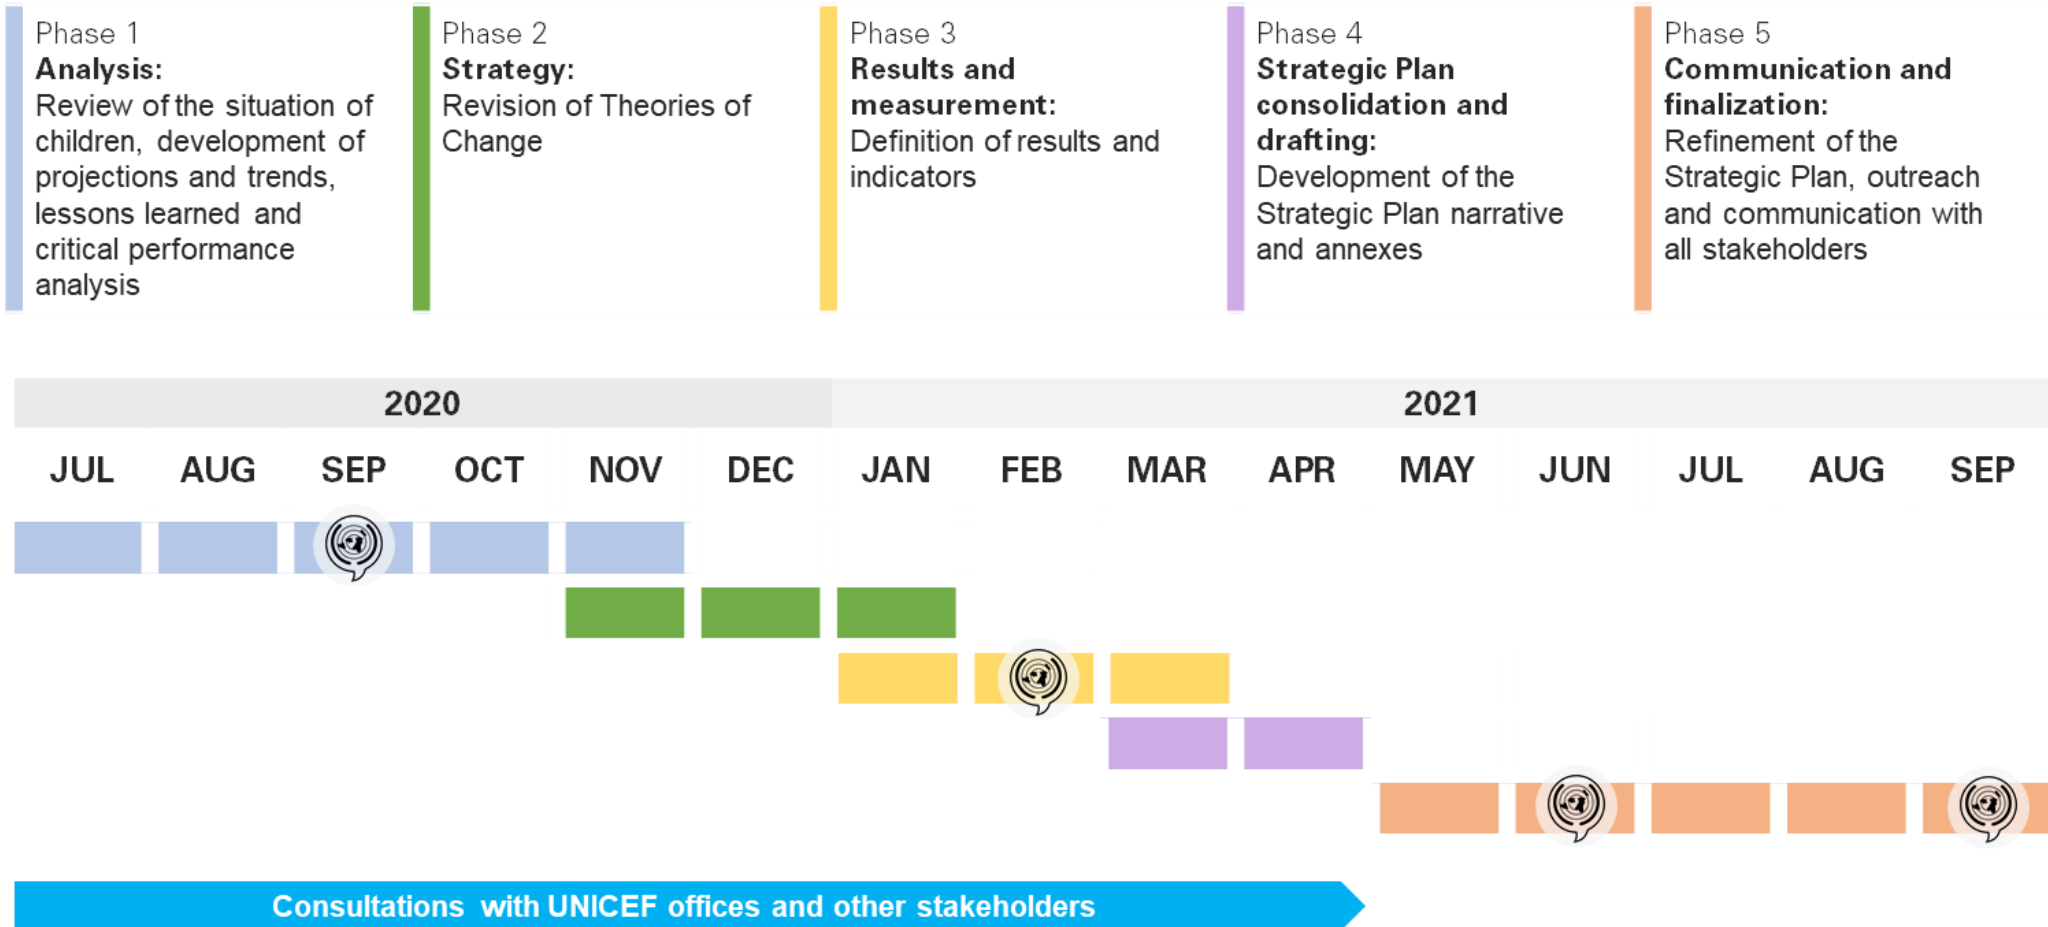 Phase 1
Analysis:
Review of the situation of
children, development of
projections and trends,
lessons learned and
critical performance
analysis
Phase 2
Strategy:
Revision of Theories of
Change
Phase 3
Results and
measurement:
Definition of results and
indicators
Phase 4
Strategic Plan
consolidation and
drafting:
Development of the
Strategic Plan narrative
and annexes
Phase 5
Communication and
finalization:
Refinement of the
Strategic Plan, outreach
and communication with
all stakeholders
2020 2021
JUL AUG SEP OCT NOV DEC JAN FEB MAR APR MAY JUN JUL AUG SEP
Consultations with UNICEF offices and other stakeholders